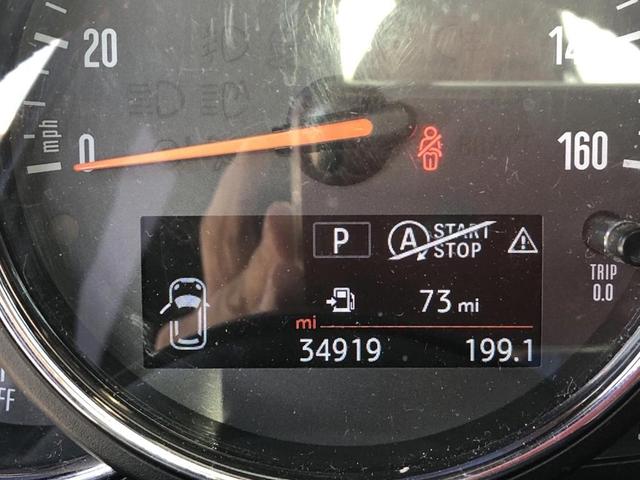 20
mph
0
160
P
A START
STOP
73 mi
mi
34919 199.1
TRIP
0.0